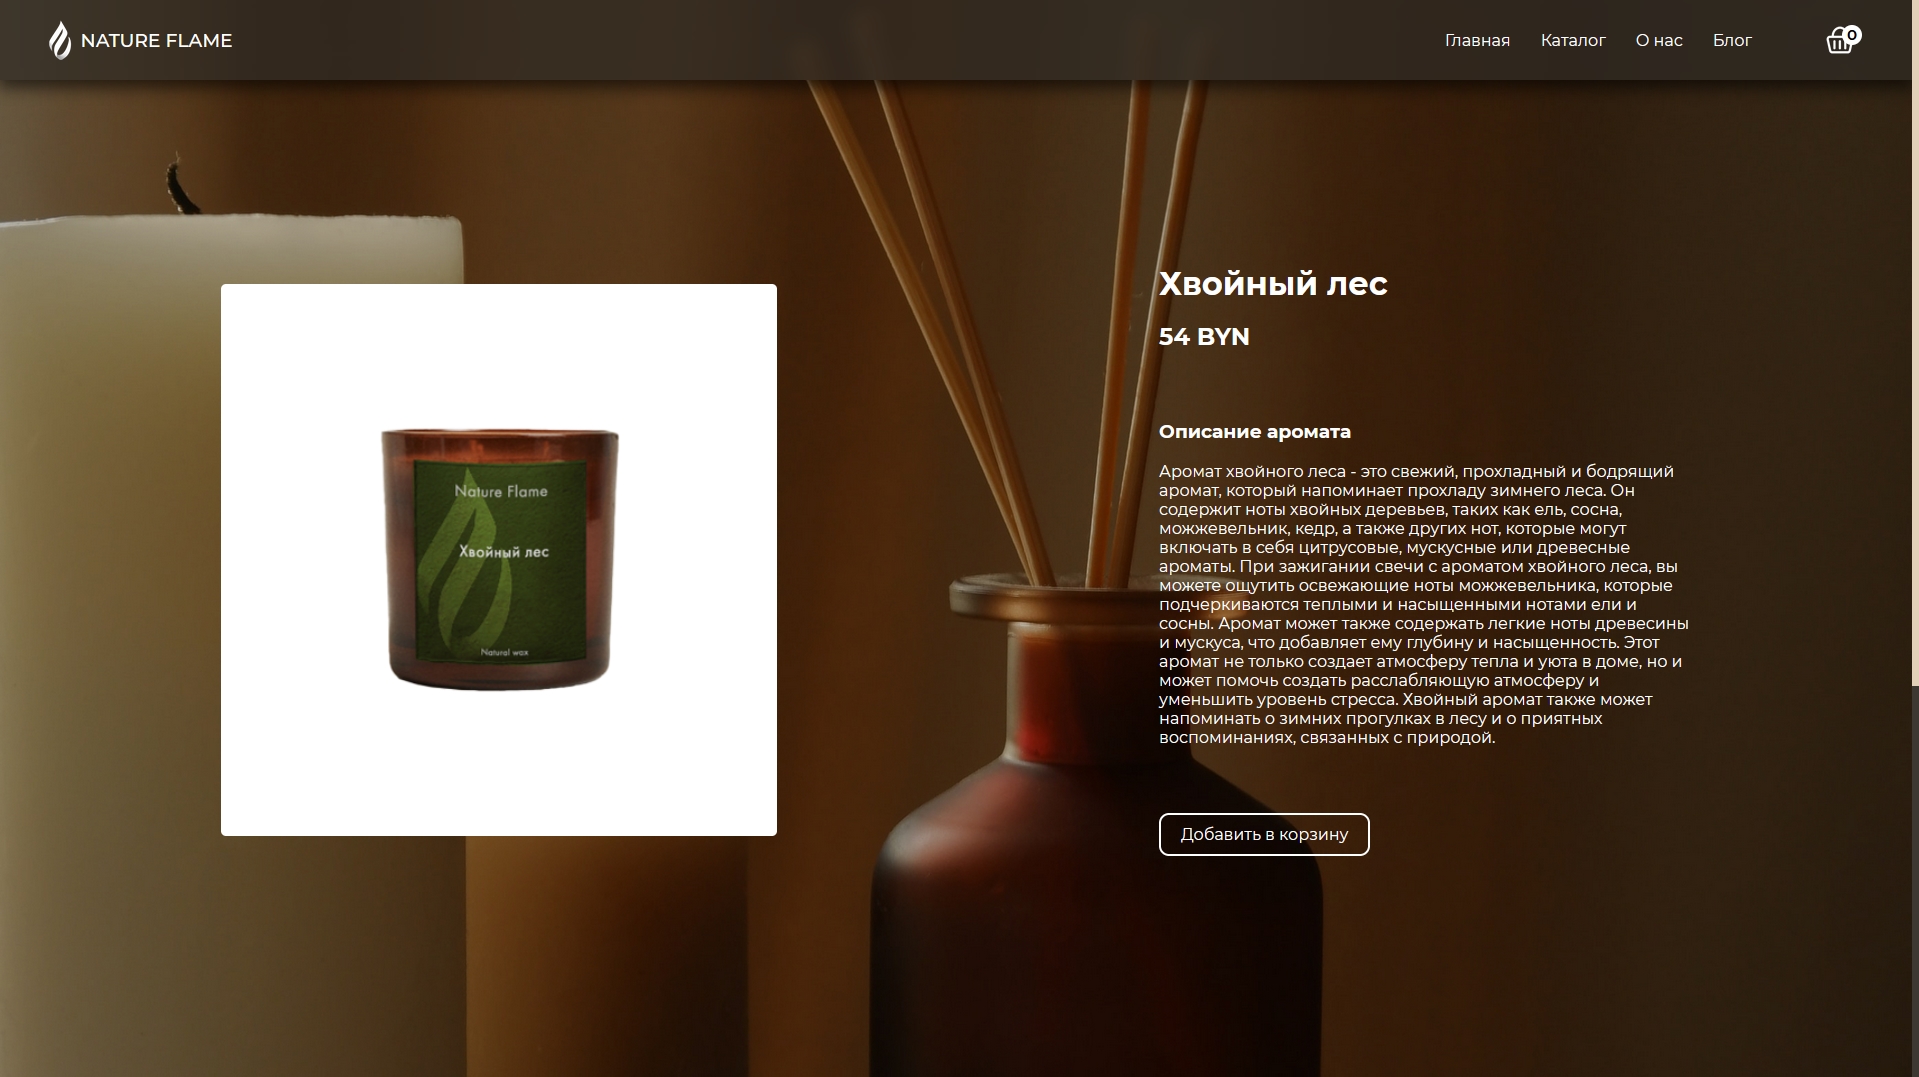 NATURE FLAME
Главная
Каталог
О нас
Блог
0
Хвойный лес
54 BYN
Nature Flame
Хвойный лес
Natural wax
Описание аромата
Аромат хвойного леса - это свежий, прохладный и бодрящий
аромат, который напоминает прохладу зимнего леса. Он
содержит ноты хвойных деревьев, таких как ель, сосна,
можжевельник, кедр, а также других нот, которые могут
включать в себя цитрусовые, мускусные или древесные
ароматы. При зажигании свечи с ароматом хвойного леса, вы
можете ощутить освежающие ноты можжевельника, которые
подчеркиваются теплыми и насыщенными нотами ели и
сосны. Аромат может также содержать легкие ноты древесины
и мускуса, что добавляет ему глубину и насыщенность. Этот
аромат не только создает атмосферу тепла и уюта в доме, но и
может помочь создать расслабляющую атмосферу и
уменьшить уровень стресса. Хвойный аромат также может
напоминать о зимних прогулках в лесу и о приятных
воспоминаниях, связанных с природой.
Добавить в корзину